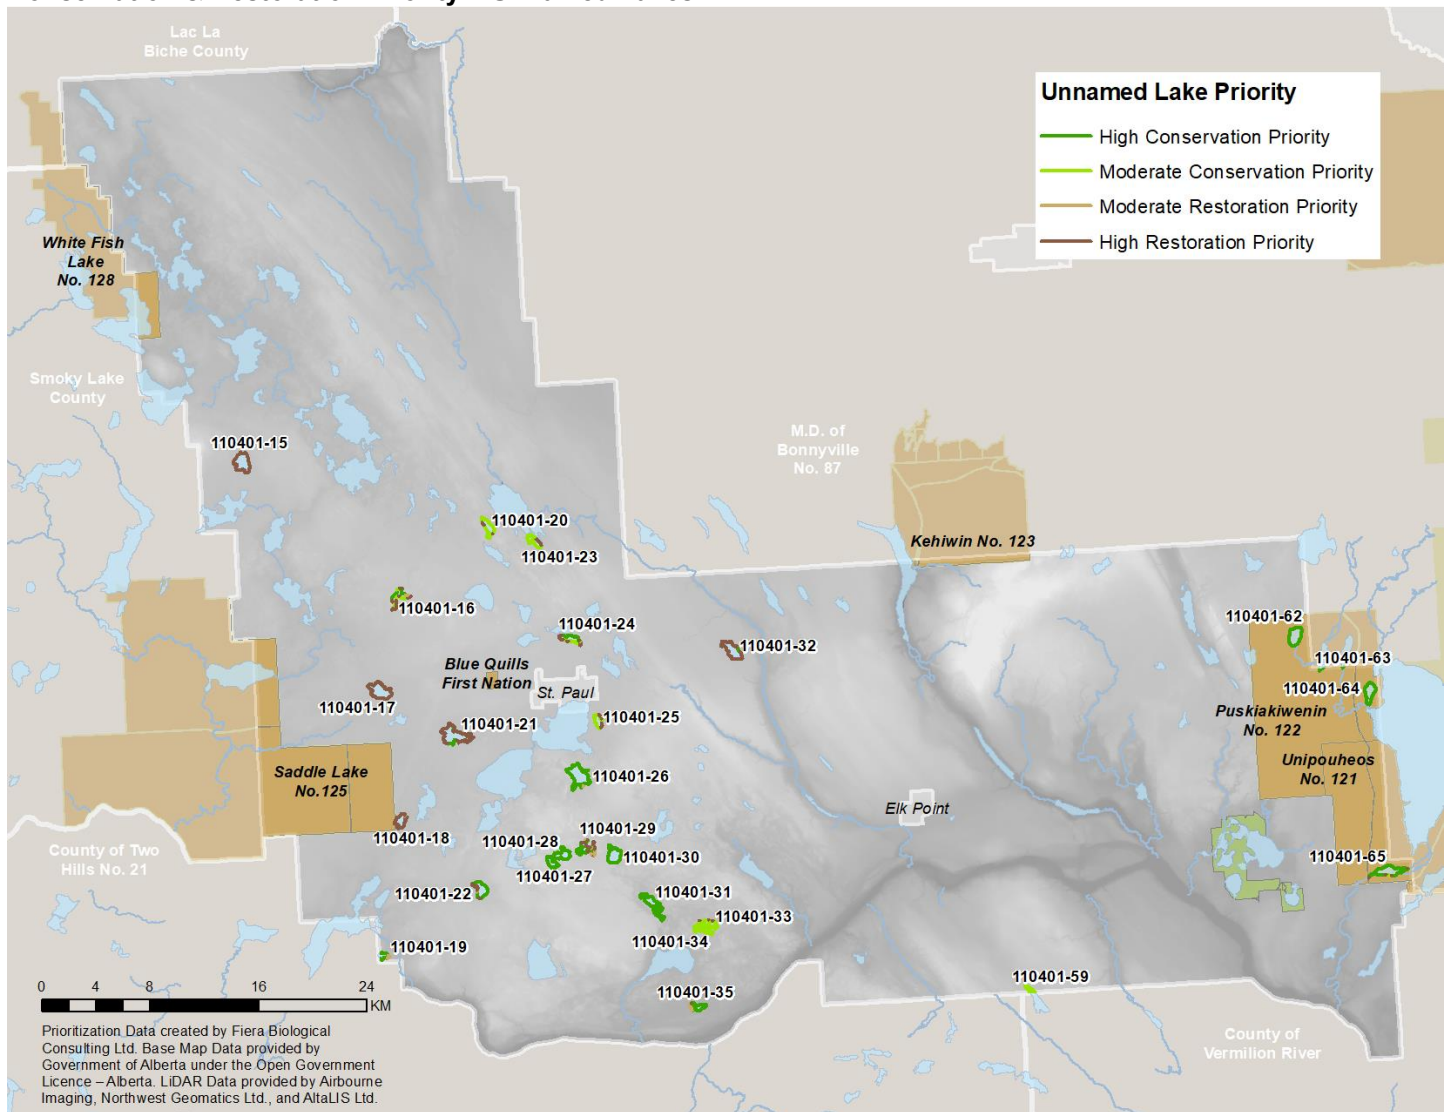 Lac La
Biche County
Unnamed Lake Priority
High Conservation Priority
Moderate Conservation Priority
Moderate Restoration Priority
High Restoration Priority
White Fish
Lake
No. 128
Smoky Lake
County
110401-15
M.D. of
Bonnyville
No. 87
110401-20
110401-23
Kehiwin No. 123
110401-16
110401-24
110401-32
110401-62
110401-63
110401-64
Blue Quills
First Nation
St. Paul
110401-17
110401-21
110401-25
Puskiakiwenin
No. 122
Unipouheos
No. 121
Saddle Lake
No.125
110401-26
Elk Point
110401-18
110401-28
110401-29
110401-30
110401-27
County of Two
Hills No. 21
110401-65
110401-22
110401-31
110401-33
110401-34
110401-19
110401-59
110401-35
0 4 8 16 24
KM
County of
Vermilion River
Prioritization Data created by Fiera Biological
Consulting Ltd. Base Map Data provided by
Government of Alberta under the Open Government
Licence – Alberta. LiDAR Data provided by Airbourne
Imaging, Northwest Geomatics Ltd., and AltaLIS Ltd.